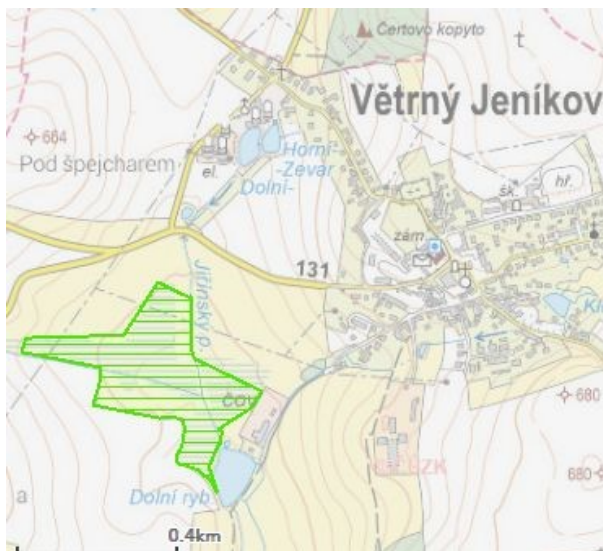 Čertovo kopyto
Větrný Jeníkov
664
Horní-
-Zevar
Pod špejcharem
el.
Dolní-
šk.
hř.
zám
131
Jiřínský p
ČOV
680
680
a
Dolní ryb
0.4km